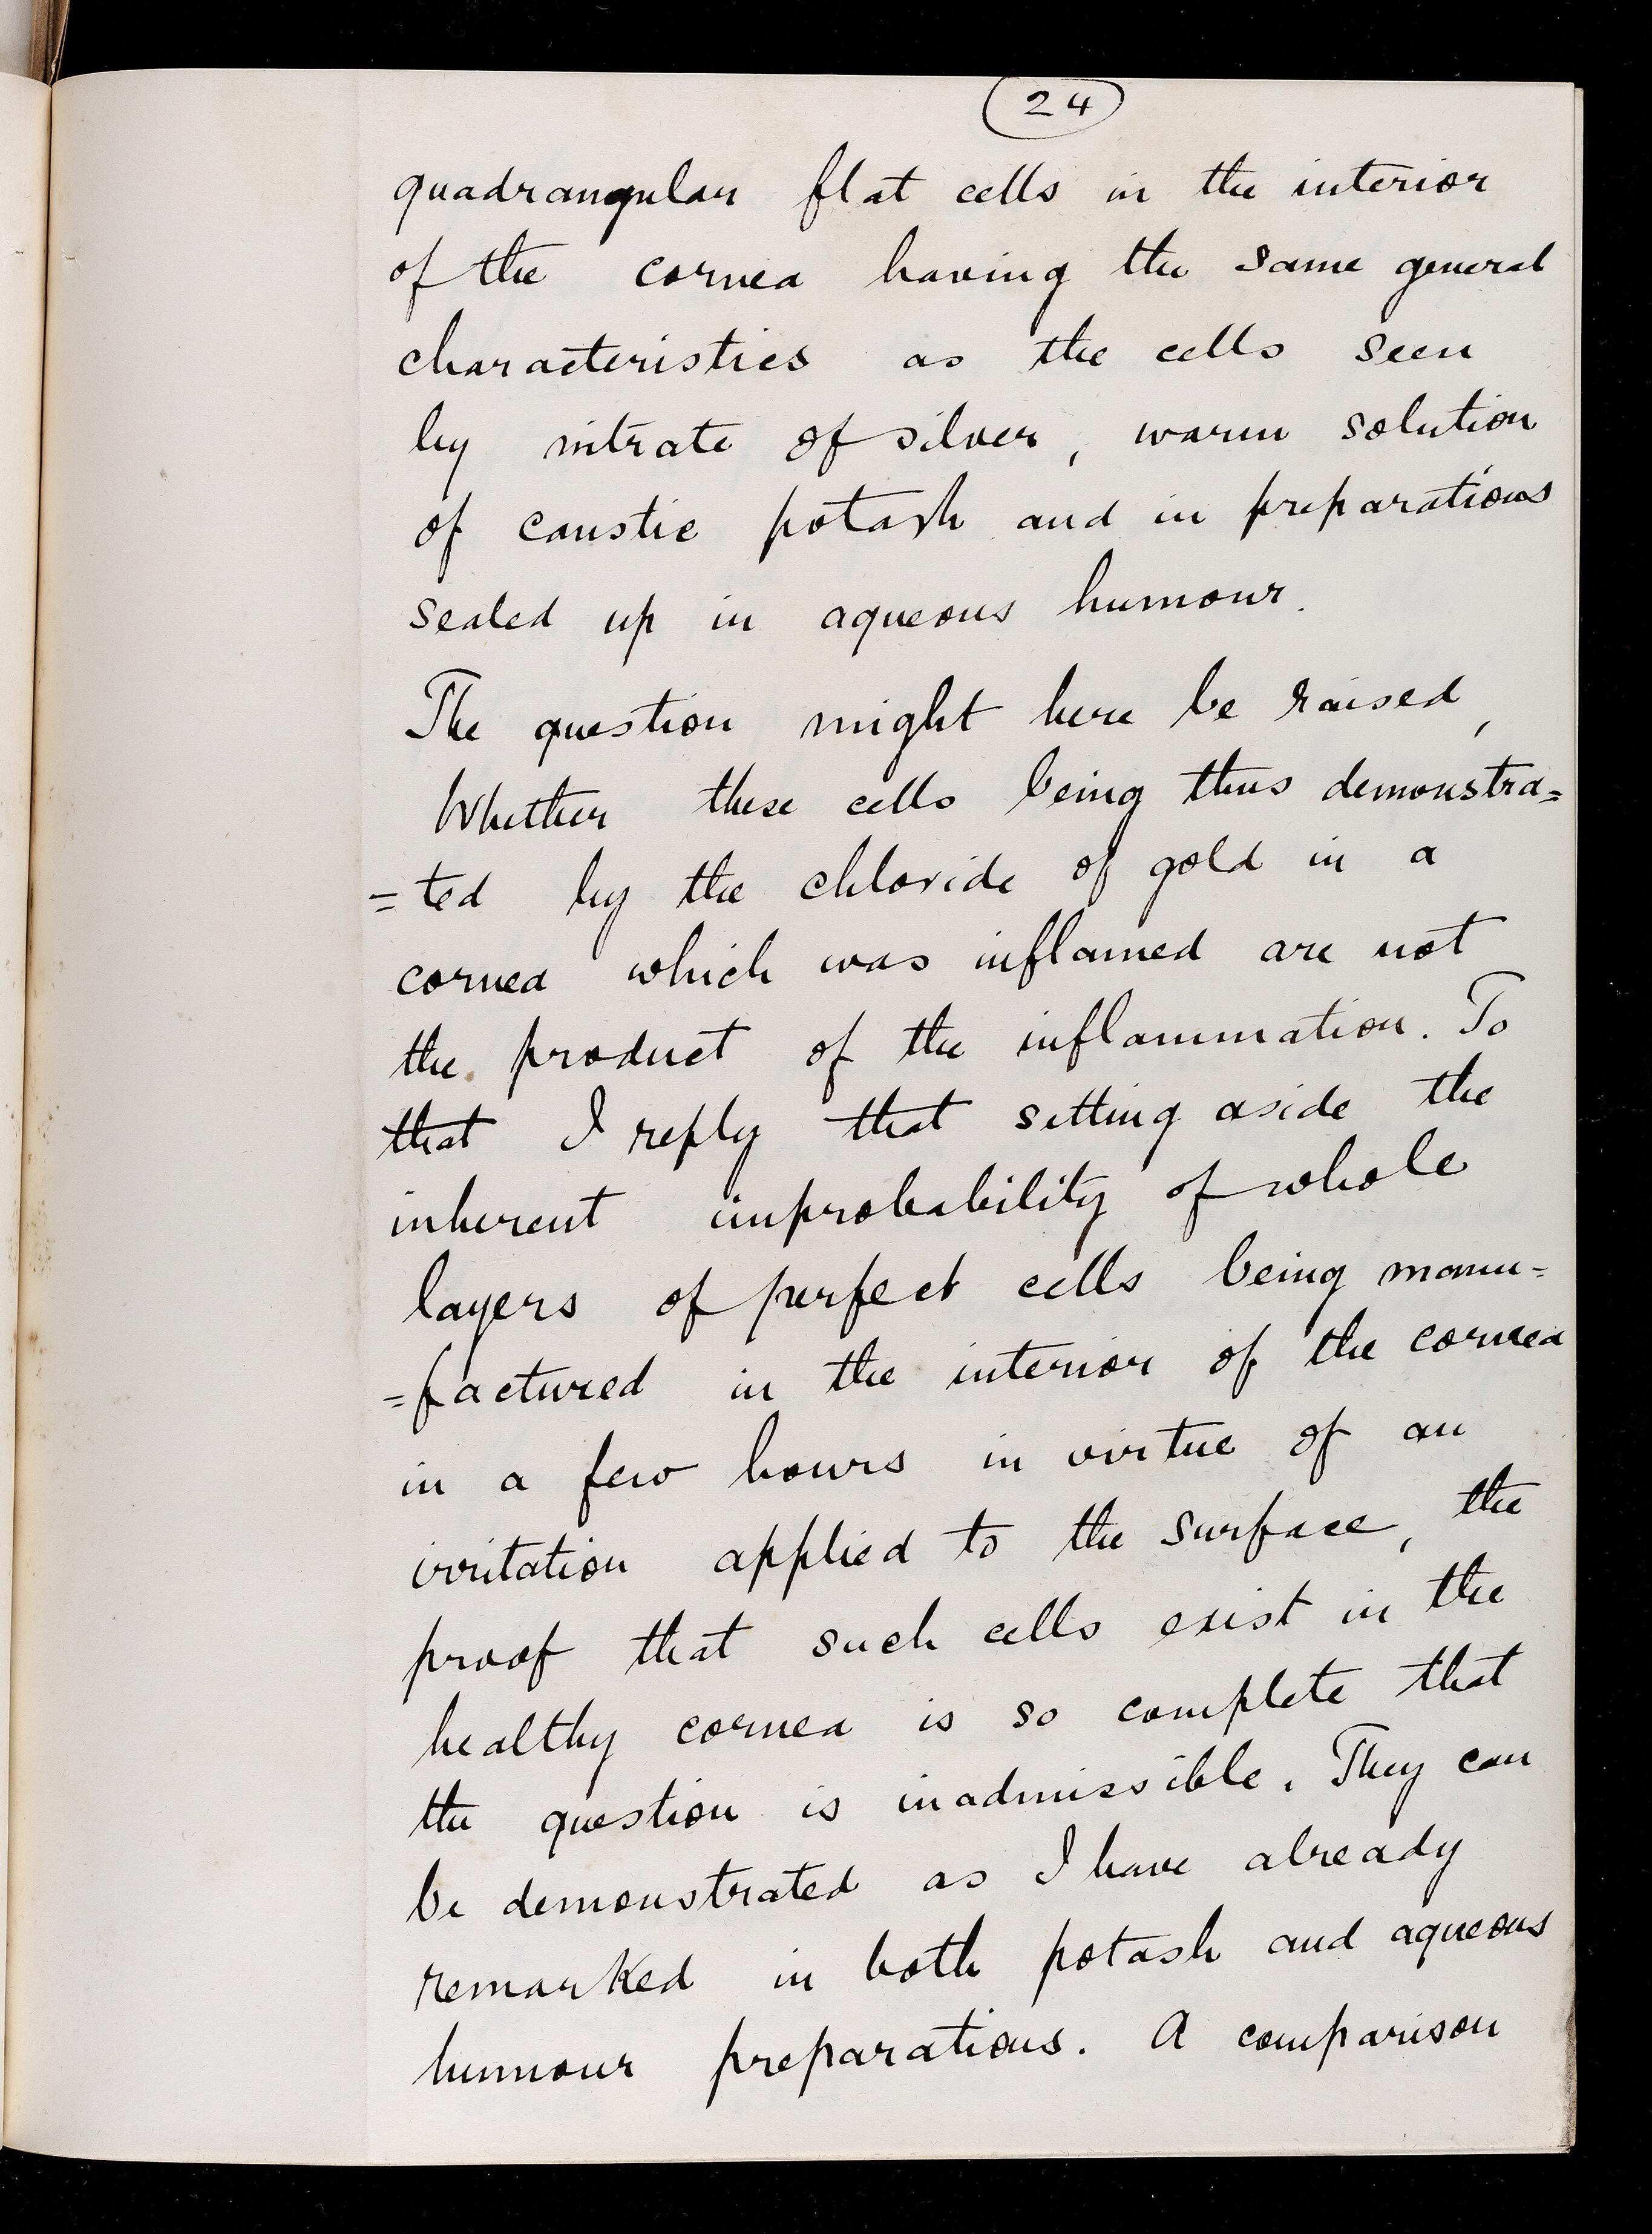 24
quadrangular flat cells in the interior
of the cornea having the same general
characteristics as the cells seen
by nitrate of silver, warm solution
of caustic potash and in preparations
sealed up in aqueous humour.
The question might here be raised,
Whether these cells being thus demonstra=
=ted by the chloride of gold in a
cornea which was inflamed are not
the product of the inflammation. To
that I reply that setting aside the
inherent improbability of whole
layers of perfect cells being manu=
=factured in the interior of the cornea
in a few hours in virtue of an
irritation applied to the surface, the
proof that such cells exist in the
healthy cornea is so complete that
the question is inadmissible. They can
be demonstrated as I have already
remarked in both potash and aqueous
humour preparations. A comparison